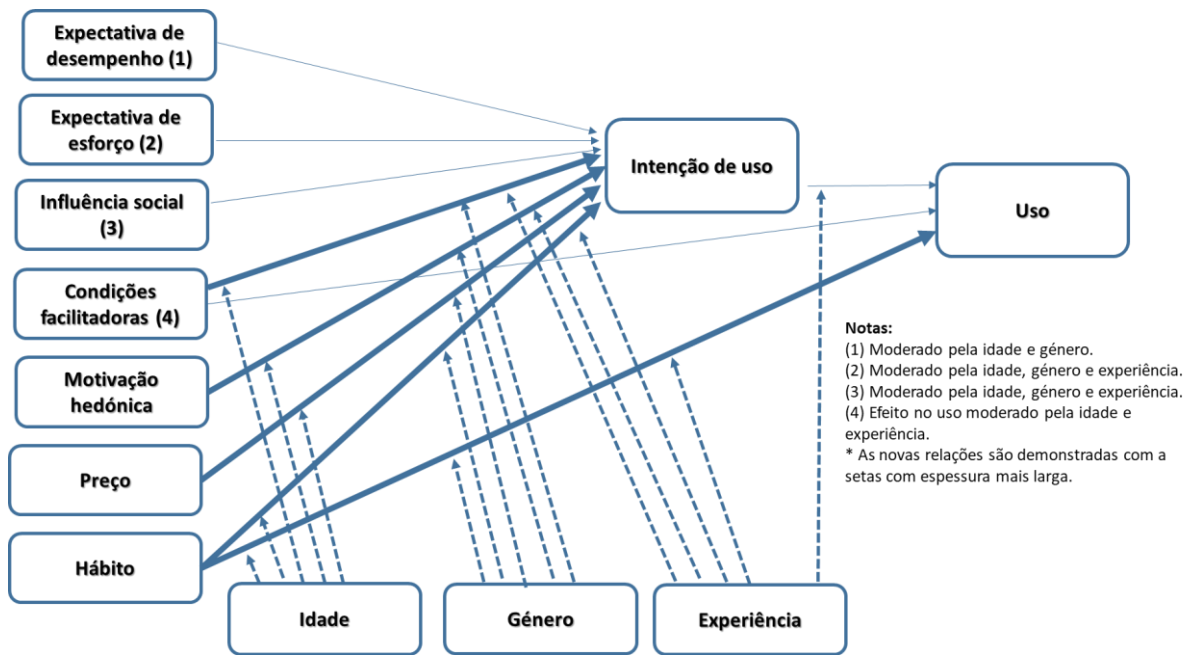 Expectativa de
desempenho (1)
Expectativa de
esforço (2)
Influência social
(3)
Condições
facilitadoras (4)
Motivação
hedónica
Preço
Hábito
Intenção de uso
Uso
Idade
Género
Experiência
Notas:
(1) Moderado pela idade e género.
(2) Moderado pela idade, género e experiência.
(3) Moderado pela idade, género e experiência.
(4) Efeito no uso moderado pela idade e
experiência.
* As novas relações são demonstradas com a
setas com espessura mais larga.